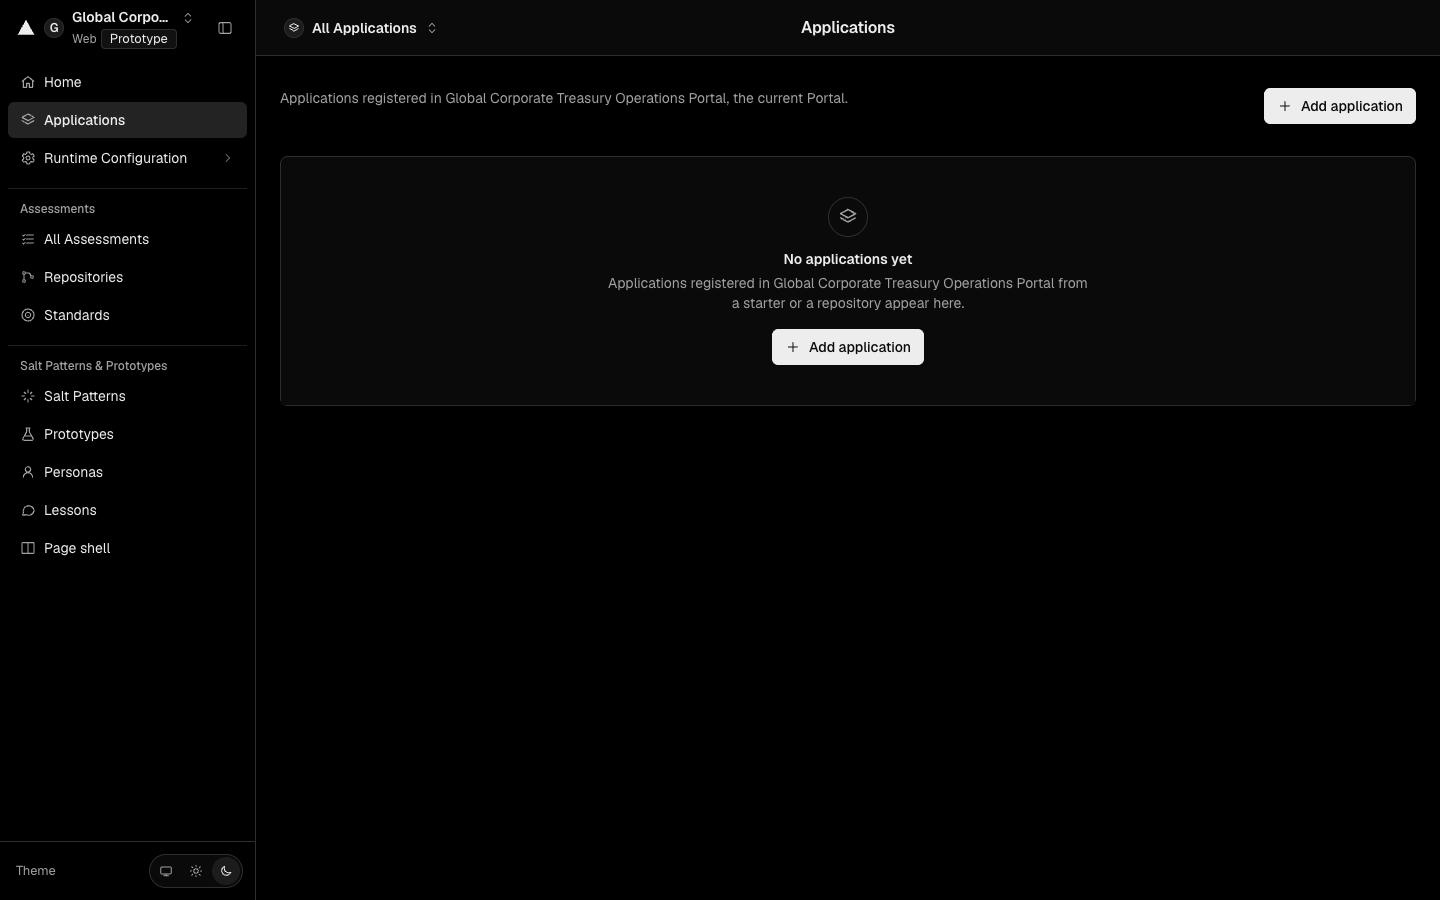 G
Global Corpo...
Web
Prototype
Home
Applications
Runtime Configuration
Assessments
All Assessments
Repositories
Standards
Salt Patterns & Prototypes
Salt Patterns
Prototypes
Personas
Lessons
Page shell
Theme
All Applications
Applications
Applications registered in Global Corporate Treasury Operations Portal, the current Portal.
Add application
No applications yet
Applications registered in Global Corporate Treasury Operations Portal from
a starter or a repository appear here.
Add application